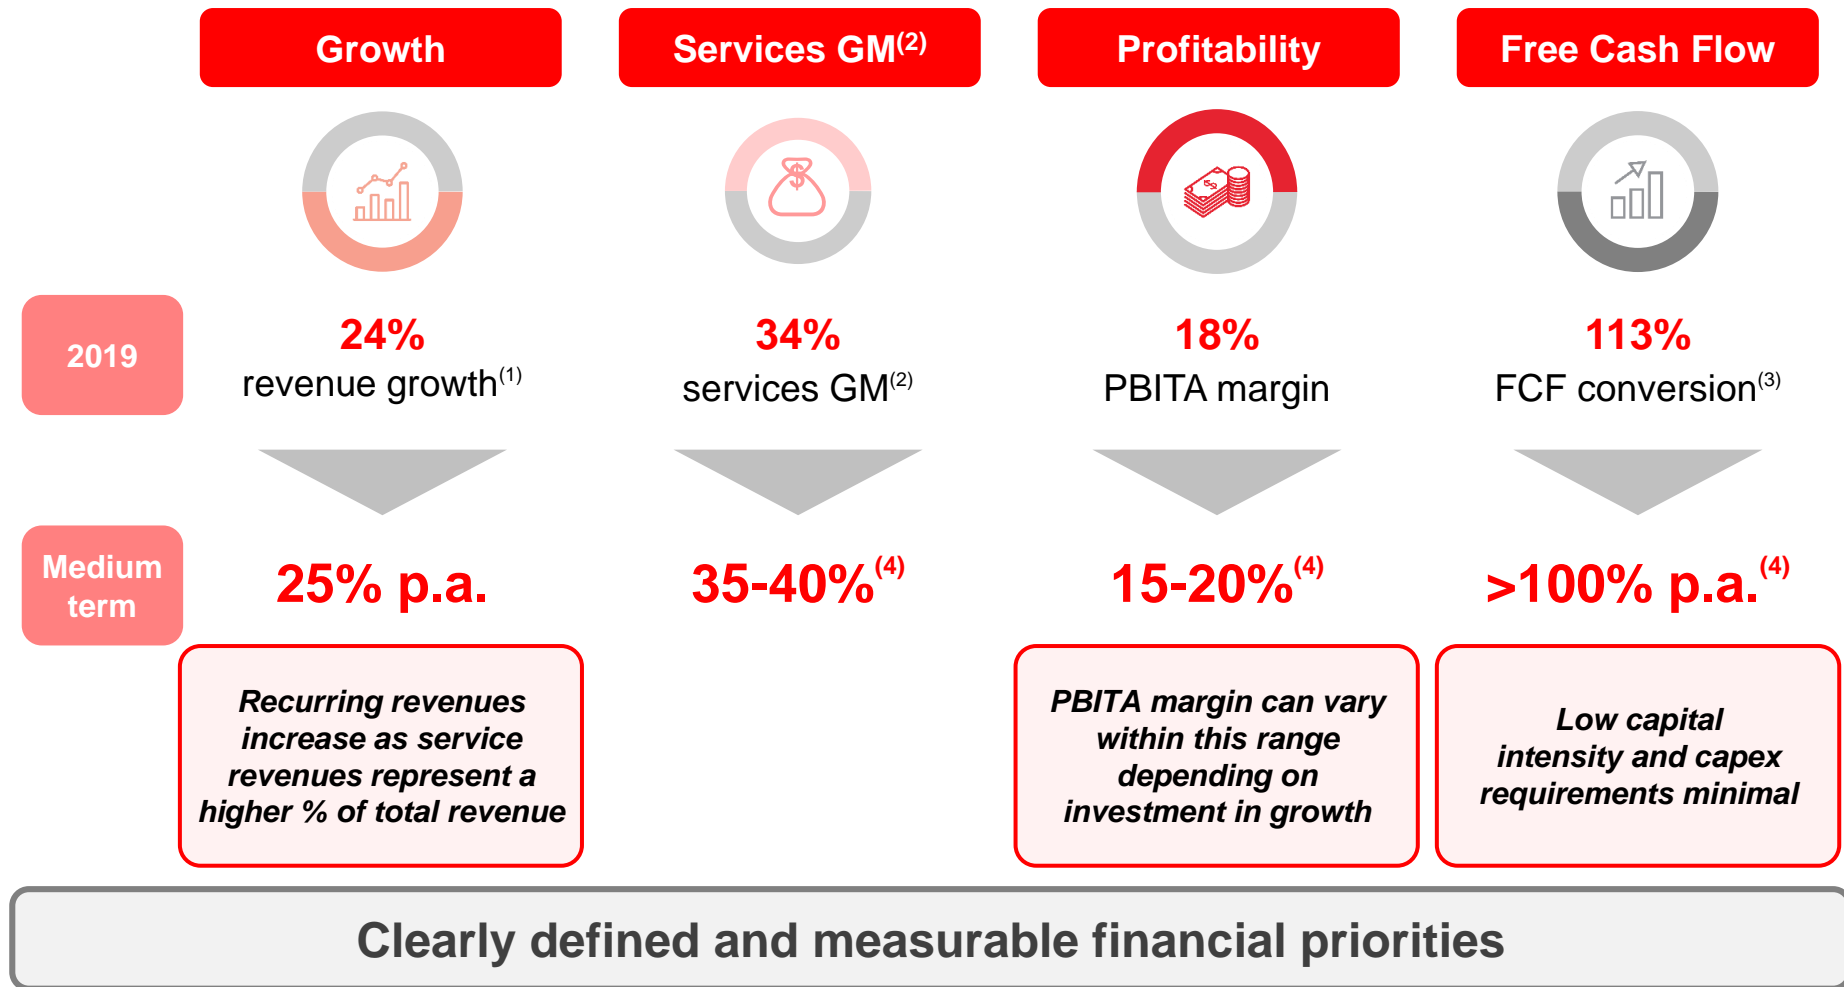 Growth
Services GM(2)
Profitability
Free Cash Flow
2019
24%
revenue growth(1)
34%
services GM(2)
18%
PBITA margin
113%
FCF conversion(3)
Medium
term
25% p.a.
35-40%(4)
15-20%(4)
>100% p.a.(4)
Recurring revenues
increase as service
revenues represent a
higher % of total revenue
PBITA margin can vary
within this range
depending on
investment in growth
Low capital
intensity and capex
requirements minimal
Clearly defined and measurable financial priorities